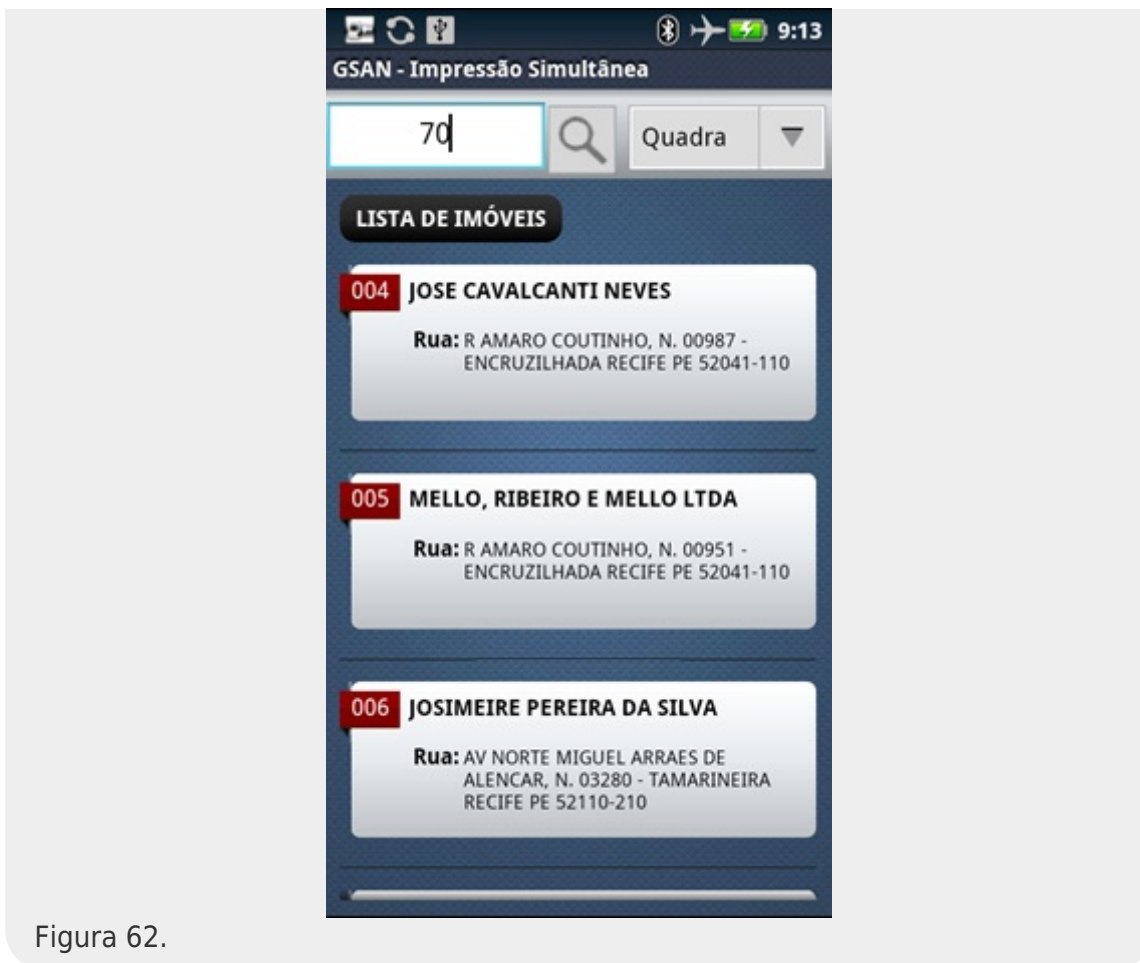 9:13
GSAN - Impressão Simultânea
70
Quadra
LISTA DE IMÓVEIS
004 JOSE CAVALCANTI NEVES
Rua: R AMARO COUTINHO, N. 00987 -
ENCRUZILHADA RECIFE PE 52041-110
005 MELLO, RIBEIRO E MELLO LTDA
Rua: R AMARO COUTINHO, N. 00951 -
ENCRUZILHADA RECIFE PE 52041-110
006 JOSIMEIRE PEREIRA DA SILVA
Rua: AV NORTE MIGUEL ARRAES DE
ALENCAR, N. 03280 - TAMARINEIRA
RECIFE PE 52110-210
Figura 62.